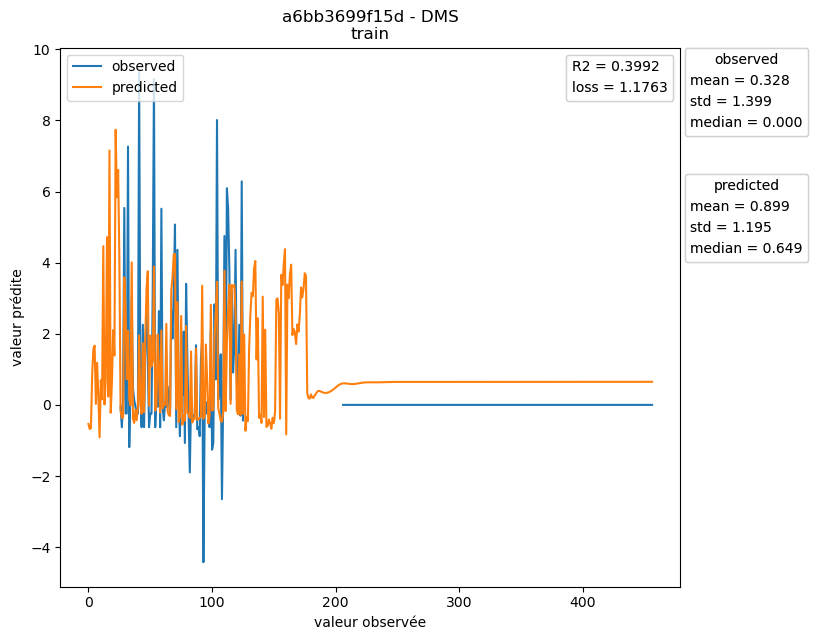 a6bb3699f15d - DMS
train
observed
predicted
R2 = 0.3992
loss = 1.1763
observed
mean = 0.328
std = 1.399
median = 0.000
predicted
mean = 0.899
std = 1.195
median = 0.649
valeur prédite
10
8
6
4
2
0
−2
−4
0
100
200
300
400
valeur observée